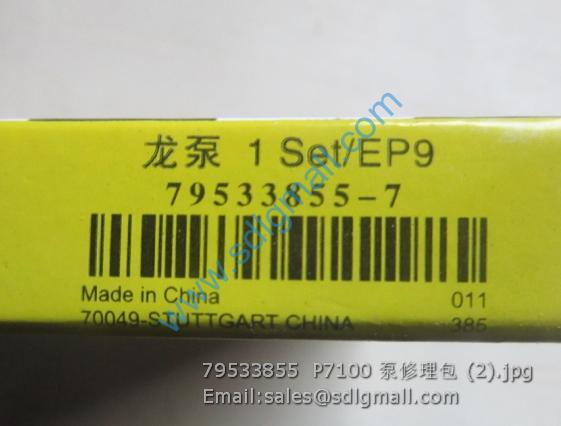 龙泵 1 Set/EP9
79533855-7
Made in China 011
70049-STUTTGART CHINA 385
www.sdlgmall.com
79533855 P7100 泵修理包 (2).jpg
Email:sales@sdlgmall.com